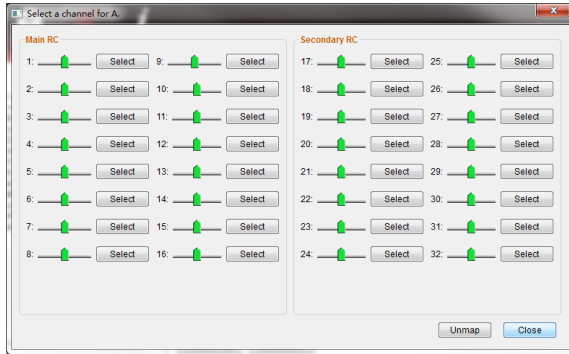 Select a channel for A.
Main RC Secondary RC
1: Select 9: Select 17: Select 25: Select
2: Select 10: Select 18: Select 26: Select
3: Select 11: Select 19: Select 27: Select
4: Select 12: Select 20: Select 28: Select
5: Select 13: Select 21: Select 29: Select
6: Select 14: Select 22: Select 30: Select
7: Select 15: Select 23: Select 31: Select
8: Select 16: Select 24: Select 32: Select
Unmap Close